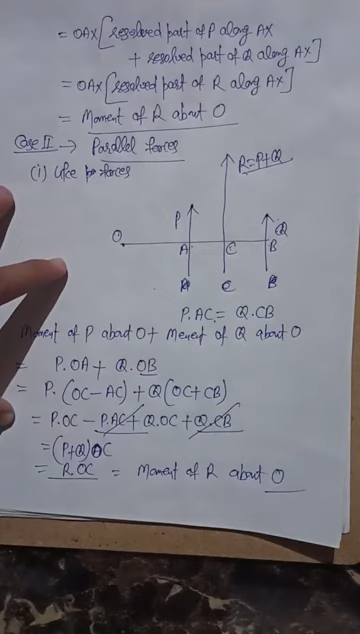 = OAX [resolved part of P along AX
+ resolved part of Q along AX]
= OAX [resolved part of R along AX]
= Moment of R about O
Case II → Parallel forces
(i) Like forces
R=P+Q
P
Q
O
A
C
B
A
C
B
P.AC = Q.CB
Moment of P about O + Moment of Q about O
= P.OA + Q.OB
= P.(OC-AC) + Q(OC+CB)
= P.OC - P.AC + Q.OC + Q.CB
= (P+Q)OC
= R.OC = Moment of R about O